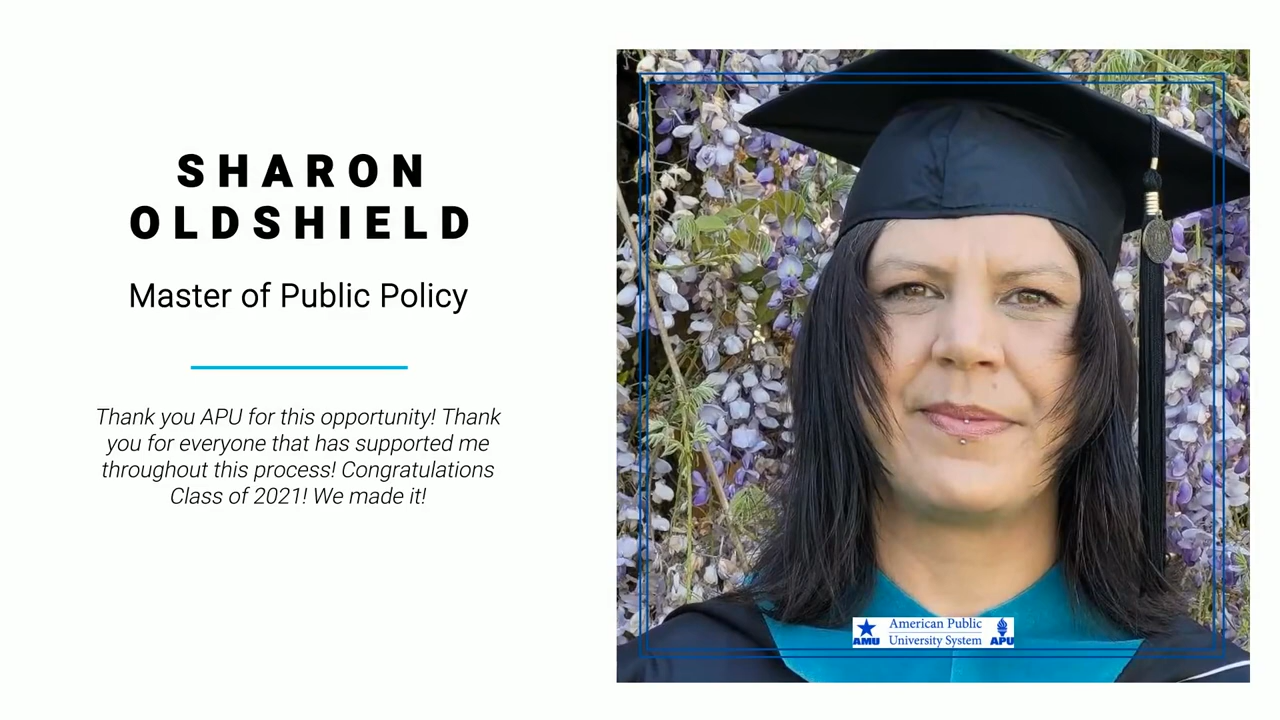 SHARON
OLDSHIELD
Master of Public Policy
Thank you APU for this opportunity! Thank
you for everyone that has supported me
throughout this process! Congratulations
Class of 2021! We made it!
AMU
American Public
University System
APU